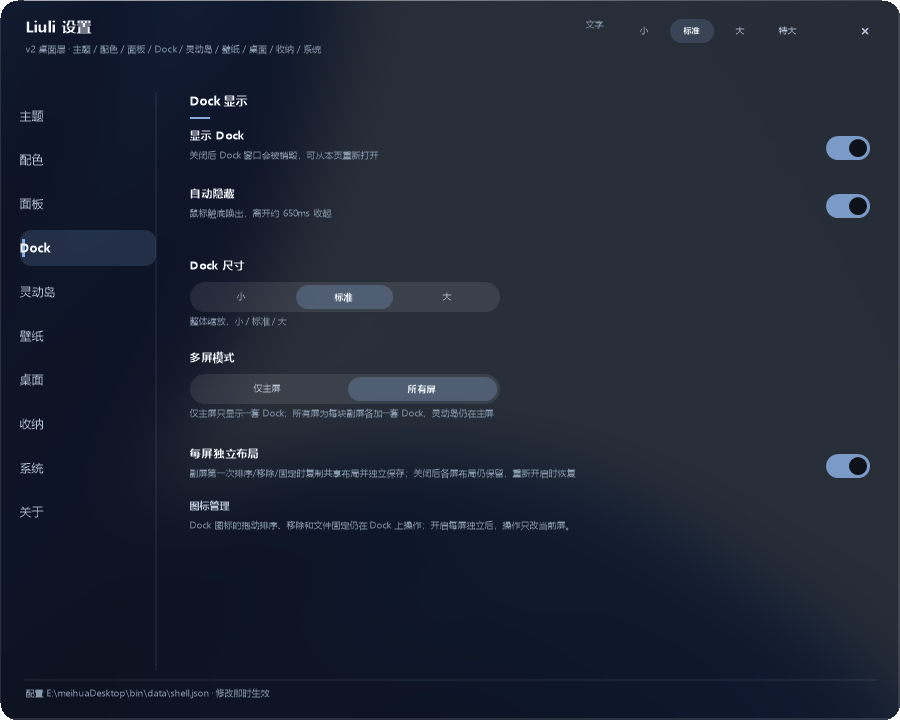 Liuli 设置
文字 小 标准 大 特大 ×
v2 桌面层 · 主题 / 配色 / 面板 / Dock / 灵动岛 / 壁纸 / 桌面 / 收纳 / 系统
主题
配色
面板
Dock
灵动岛
壁纸
桌面
收纳
系统
关于
Dock 显示
显示 Dock
关闭后 Dock 窗口会被销毁，可从本页重新打开
自动隐藏
鼠标触底唤出，离开约 650ms 收起
Dock 尺寸
小 标准 大
整体缩放，小 / 标准 / 大
多屏模式
仅主屏 所有屏
仅主屏只显示一套 Dock；所有屏为每块副屏各加一套 Dock，灵动岛仍在主屏
每屏独立布局
副屏第一次排序/移除/固定时复制共享布局并独立保存；关闭后各屏布局仍保留，重新开启时恢复
图标管理
Dock 图标的拖动排序、移除和文件固定仍在 Dock 上操作；开启每屏独立后，操作只改当前屏。
配置 E:\meihuaDesktop\bin\data\shell.json · 修改即时生效